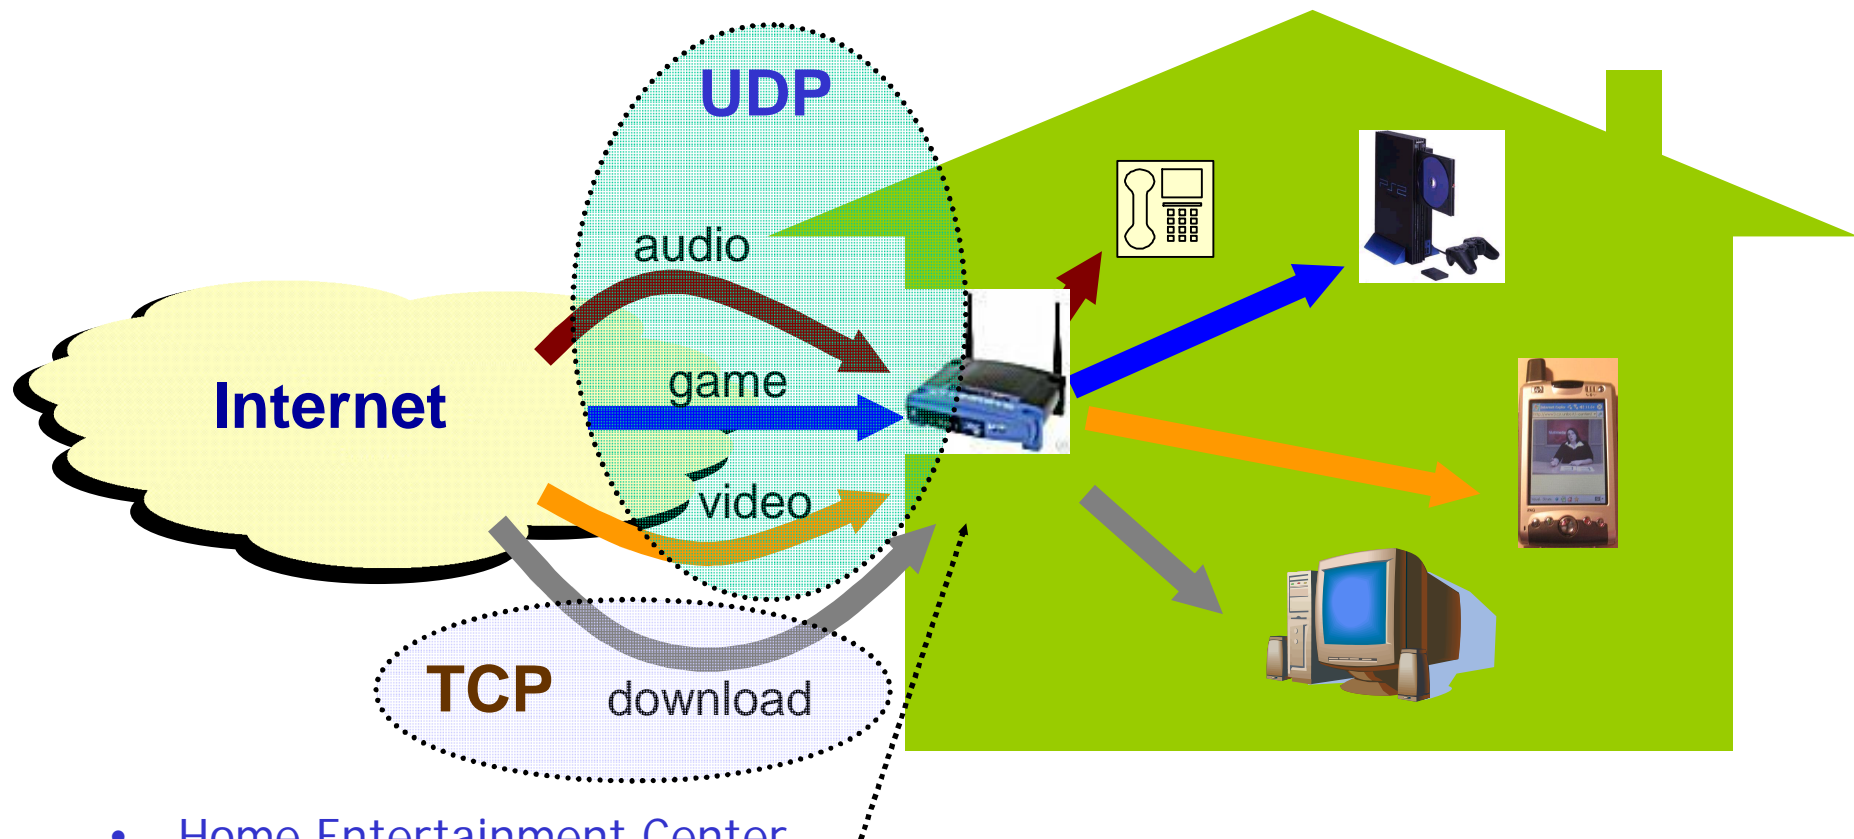 UDP
audio
game
Internet
video
TCP
download
• Home Entertainment Center